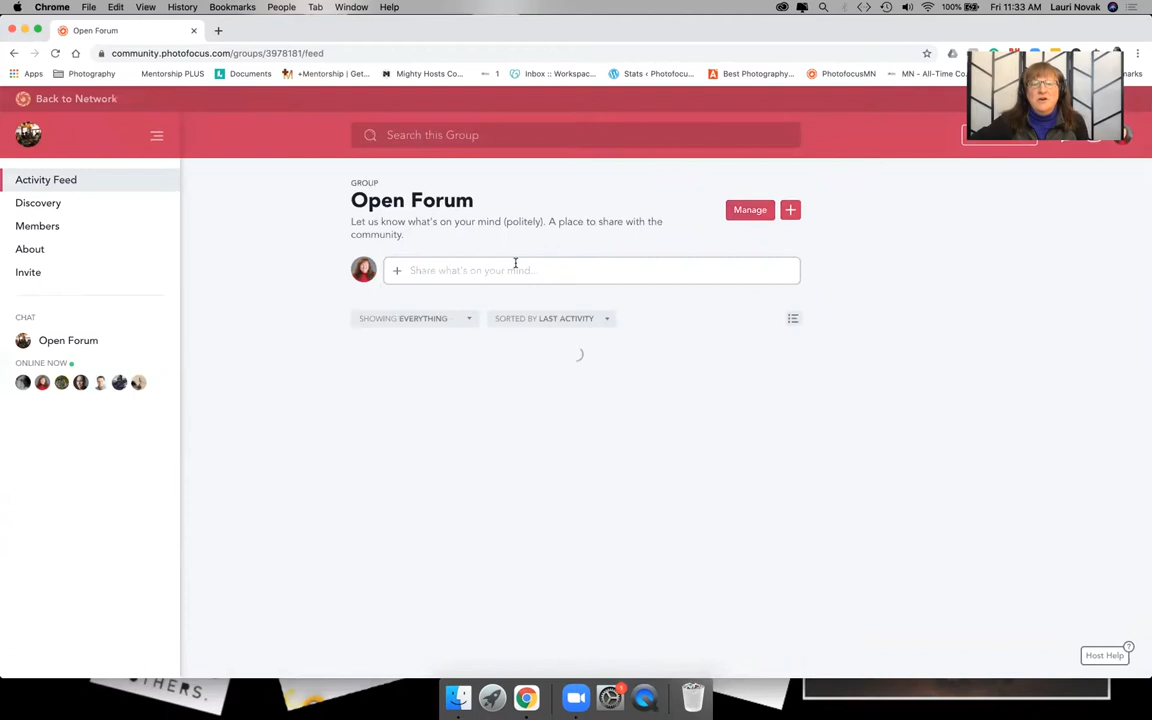 Chrome File Edit View History Bookmarks People Tab Window Help 100% Fri 11:33 AM Lauri Novak
Open Forum
community.photofocus.com/groups/3978181/feed
Apps Photography Mentorship PLUS Documents +Mentorship | Get... Mighty Hosts Co... Inbox :: Workspac... Stats ‹ Photofocu... Best Photography... PhotofocusMN MN - All-Time Co...
Back to Network
Search this Group
Activity Feed
Discovery
Members
About
Invite
CHAT
Open Forum
ONLINE NOW
GROUP
Open Forum
Let us know what's on your mind (politely). A place to share with the
community.
Manage
Share what's on your mind...
SHOWING EVERYTHING SORTED BY LAST ACTIVITY
Host Help ?
THERS.
1